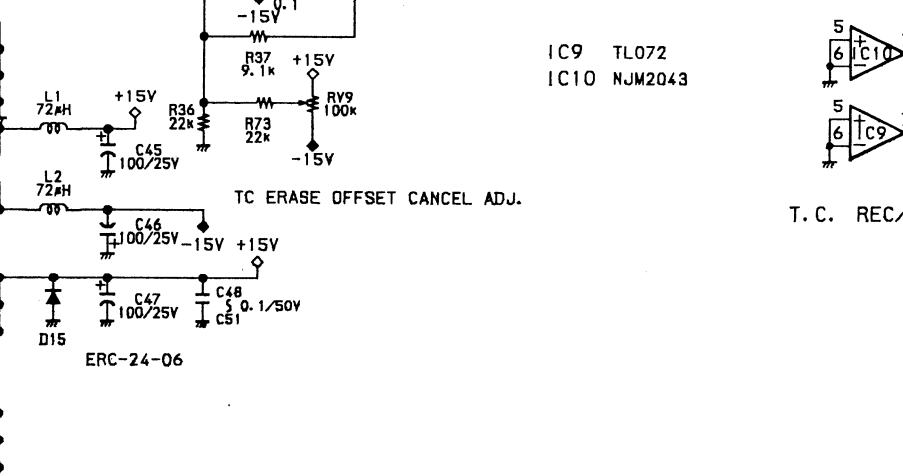 0.1
-15V
R37
9.1k
+15V
IC9 TL072
IC10 NJM2043
5
6
+
-
IC10
L1
72μH
+15V
R36
22k
R73
22k
RV9
100k
+
C45
100/25V
-15V
5
6
+
-
IC9
L2
72μH
TC ERASE OFFSET CANCEL ADJ.
T.C. REC/
C46
+100/25V
-15V
+15V
+
C47
100/25V
C48
0.1/50V
C51
D15
ERC-24-06